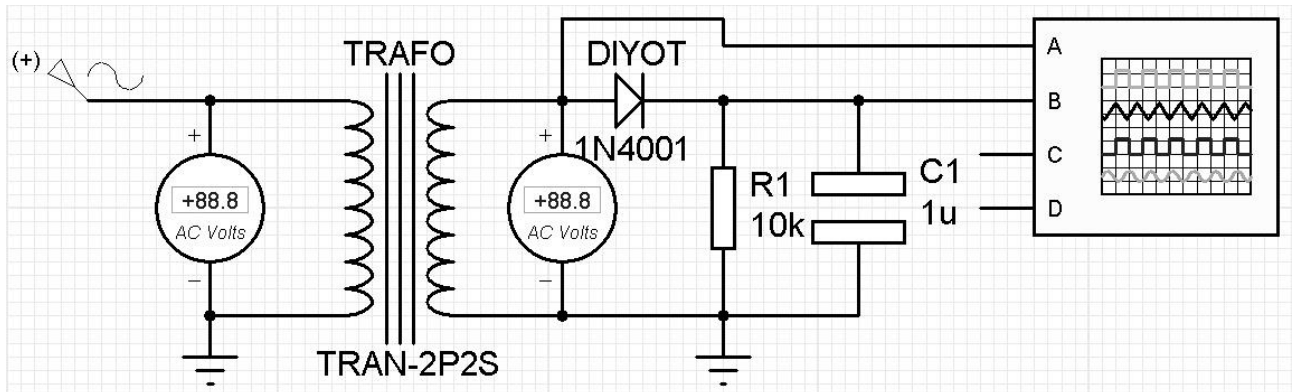 (+)
TRAFO
DIYOT
1N4001
TRAN-2P2S
+
+88.8
AC Volts
−
+
+88.8
AC Volts
−
R1
10k
C1
1u
A
B
C
D